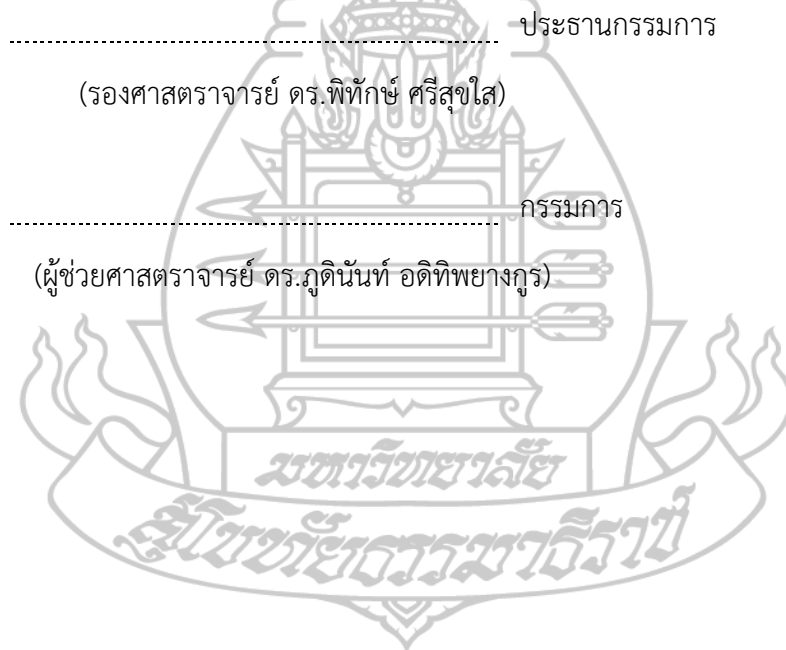 ประธานกรรมการ
(รองศาสตราจารย์ ดร.พิทักษ์ ศรีสุขใส)
กรรมการ
(ผู้ช่วยศาสตราจารย์ ดร.ภูดินันท์ อดิทิพยางกูร)
มหาวิทยาลัย
สุโขทัยธรรมาธิราช